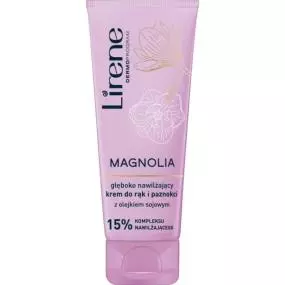 Lirene
DERMOPROGRAM
MAGNOLIA
głęboko nawilżający
krem do rąk i paznokci
z olejkiem sojowym
15% KOMPLEKSU
NAWILŻAJĄCEGO